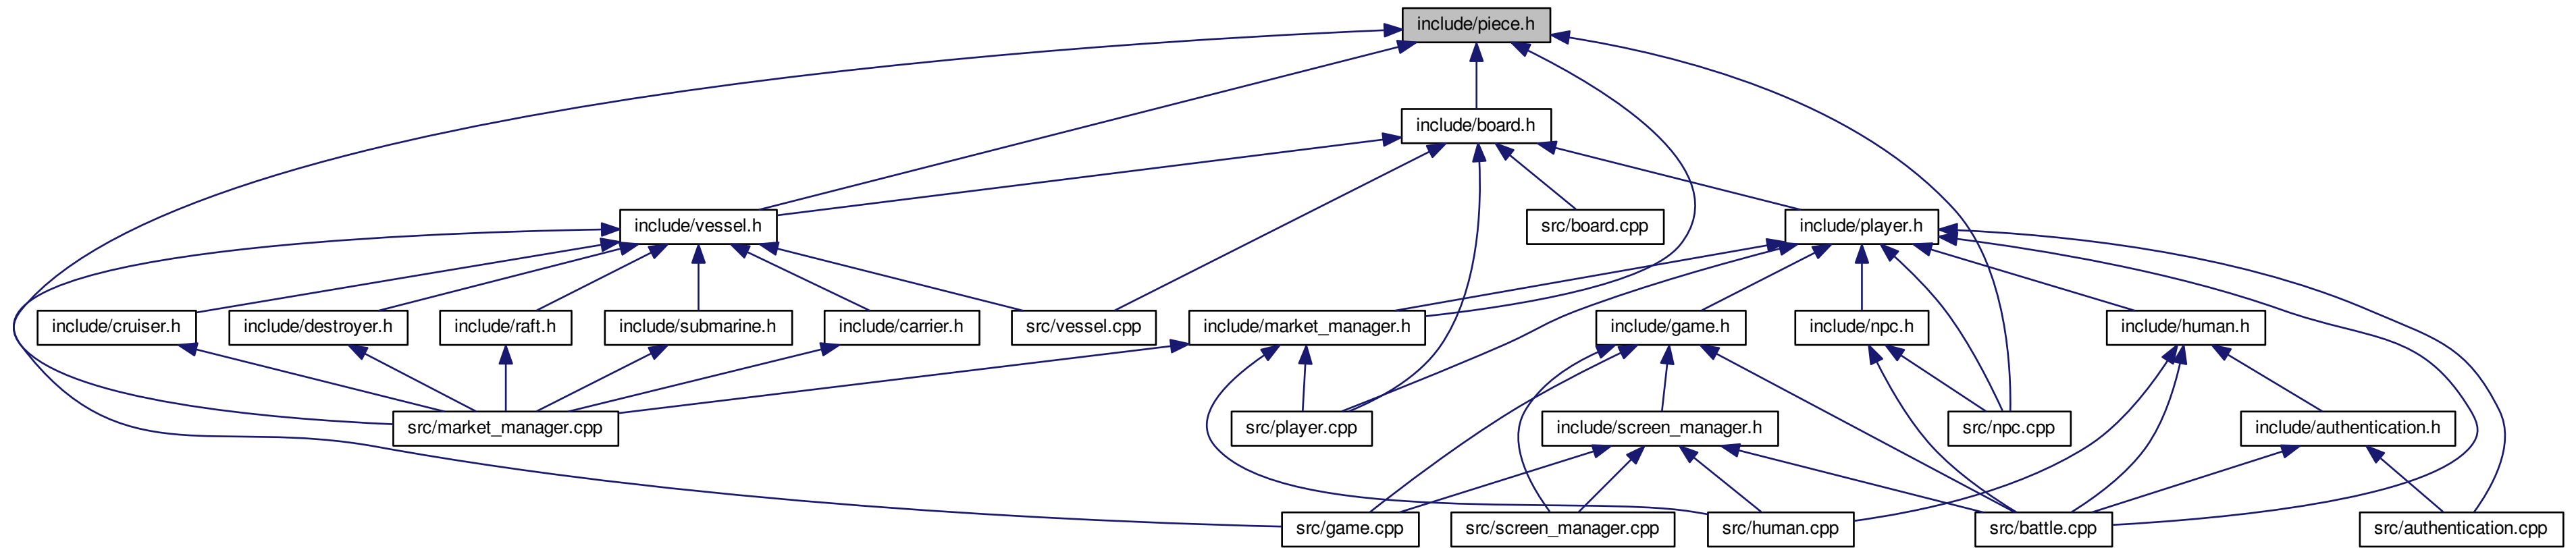 include/piece.h
include/board.h
include/vessel.h
src/board.cpp
include/player.h
include/cruiser.h
include/destroyer.h
include/raft.h
include/submarine.h
include/carrier.h
src/vessel.cpp
include/market_manager.h
include/game.h
include/npc.h
include/human.h
src/market_manager.cpp
src/player.cpp
include/screen_manager.h
src/npc.cpp
include/authentication.h
src/game.cpp
src/screen_manager.cpp
src/human.cpp
src/battle.cpp
src/authentication.cpp